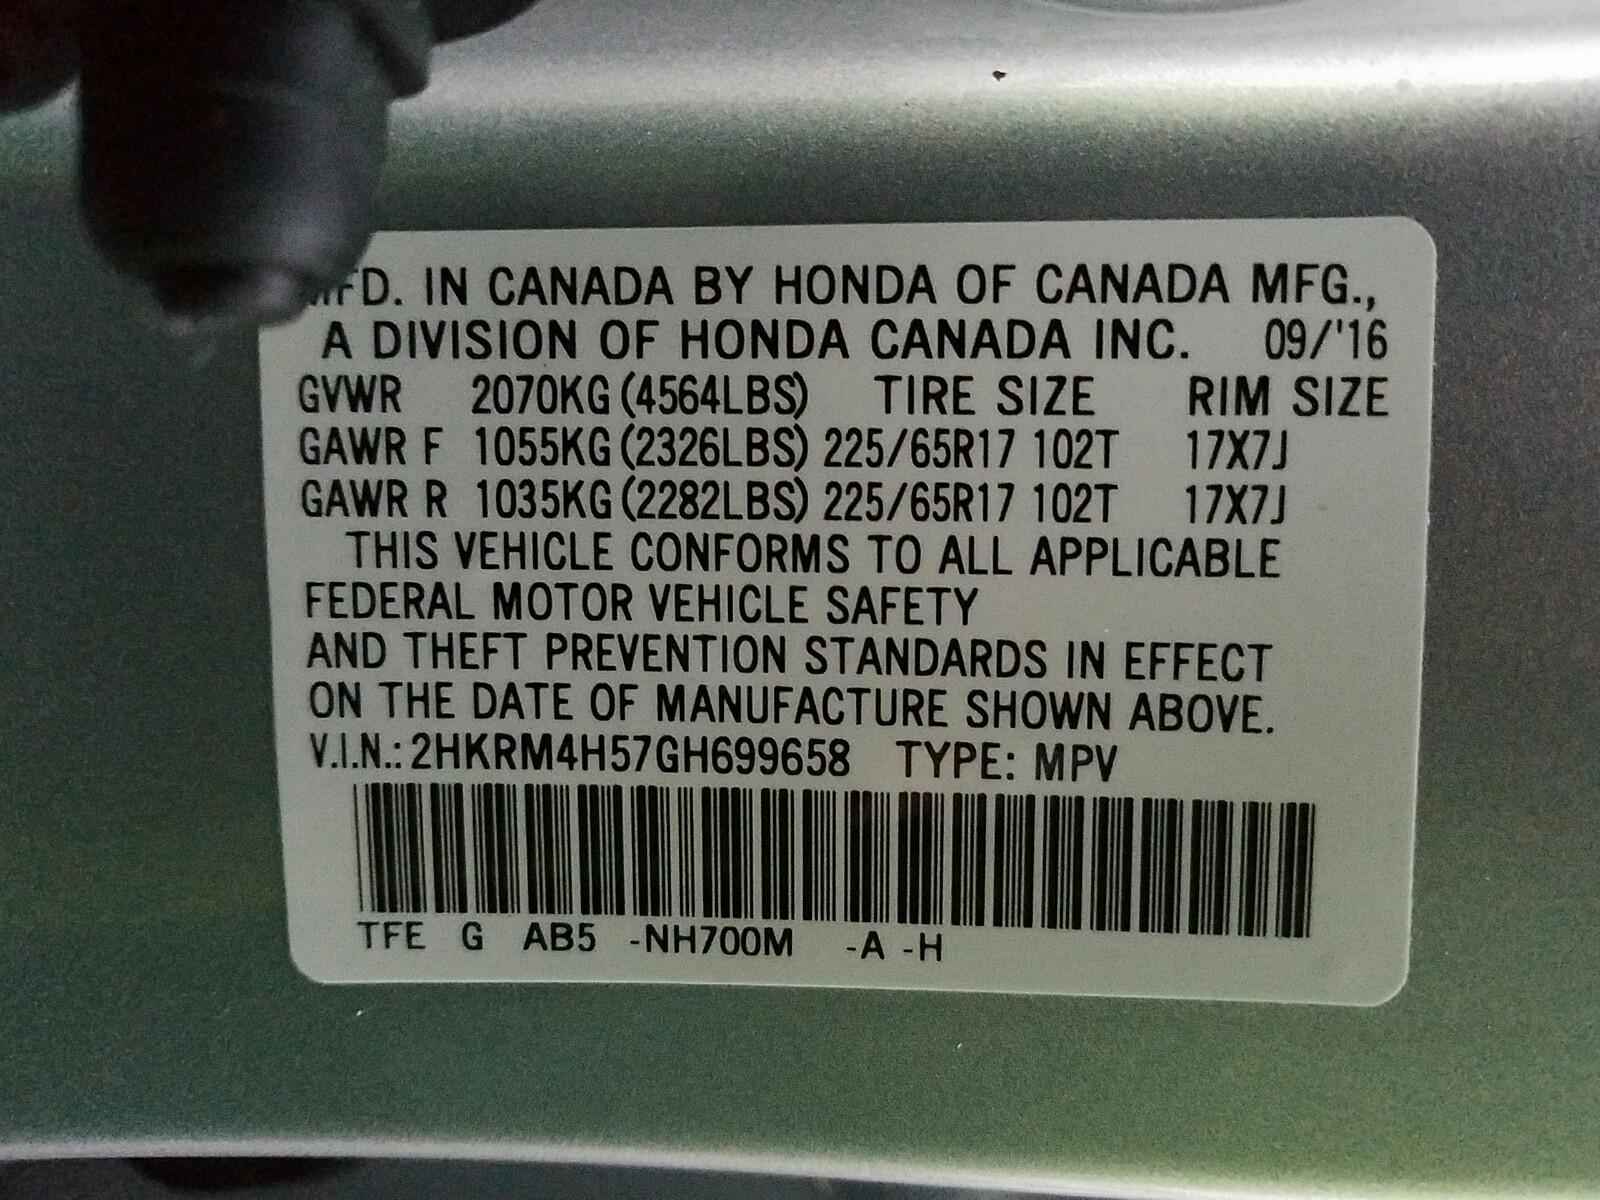 MFD. IN CANADA BY HONDA OF CANADA MFG.,
A DIVISION OF HONDA CANADA INC. 09/'16
GVWR 2070KG (4564LBS) TIRE SIZE RIM SIZE
GAWR F 1055KG (2326LBS) 225/65R17 102T 17X7J
GAWR R 1035KG (2282LBS) 225/65R17 102T 17X7J
THIS VEHICLE CONFORMS TO ALL APPLICABLE
FEDERAL MOTOR VEHICLE SAFETY
AND THEFT PREVENTION STANDARDS IN EFFECT
ON THE DATE OF MANUFACTURE SHOWN ABOVE.
V.I.N.: 2HKRM4H57GH699658 TYPE: MPV
TFE G AB5 -NH700M -A -H